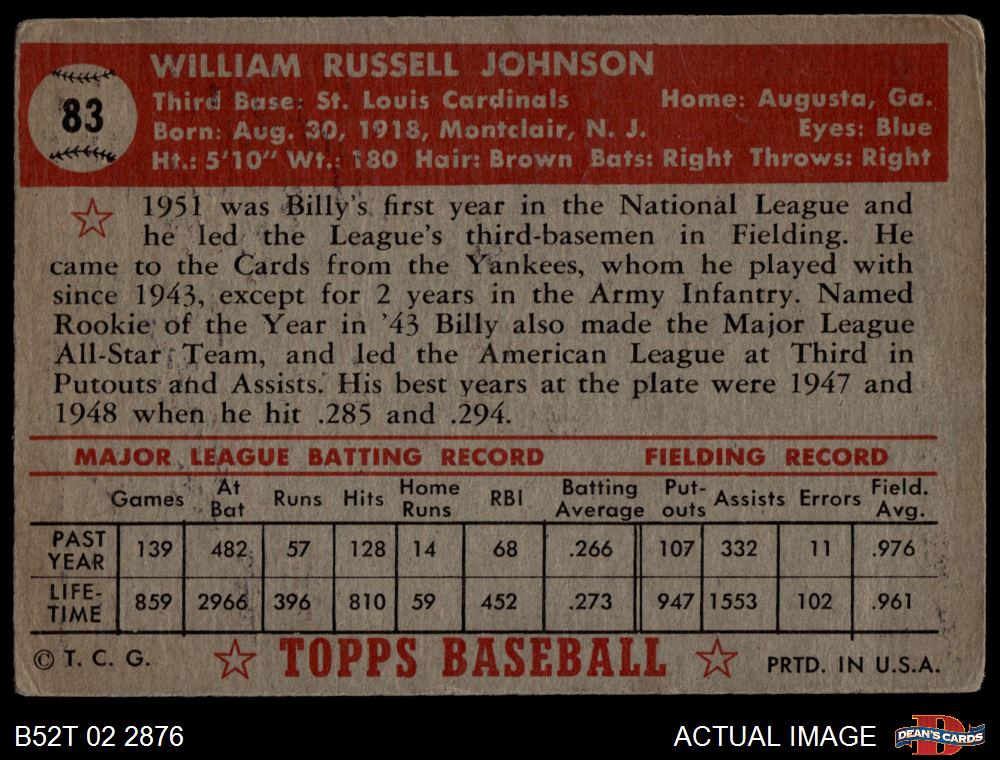 83
WILLIAM RUSSELL JOHNSON
Third Base: St. Louis Cardinals Home: Augusta, Ga.
Born: Aug. 30, 1918, Montclair, N. J. Eyes: Blue
Ht.: 5'10" Wt.: 180 Hair: Brown Bats: Right Throws: Right
1951 was Billy's first year in the National League and
he led the League's third-basemen in Fielding. He
came to the Cards from the Yankees, whom he played with
since 1943, except for 2 years in the Army Infantry. Named
Rookie of the Year in '43 Billy also made the Major League
All-Star Team, and led the American League at Third in
Putouts and Assists. His best years at the plate were 1947 and
1948 when he hit .285 and .294.
MAJOR LEAGUE BATTING RECORD FIELDING RECORD
Games At Bat Runs Hits Home Runs RBI Batting Average Put-outs Assists Errors Field. Avg.
PAST YEAR 139 482 57 128 14 68 .266 107 332 11 .976
LIFE-TIME 859 2966 396 810 59 452 .273 947 1553 102 .961
© T. C. G. TOPPS BASEBALL PRTD. IN U.S.A.
B52T 02 2876 ACTUAL IMAGE D DEAN'S CARDS